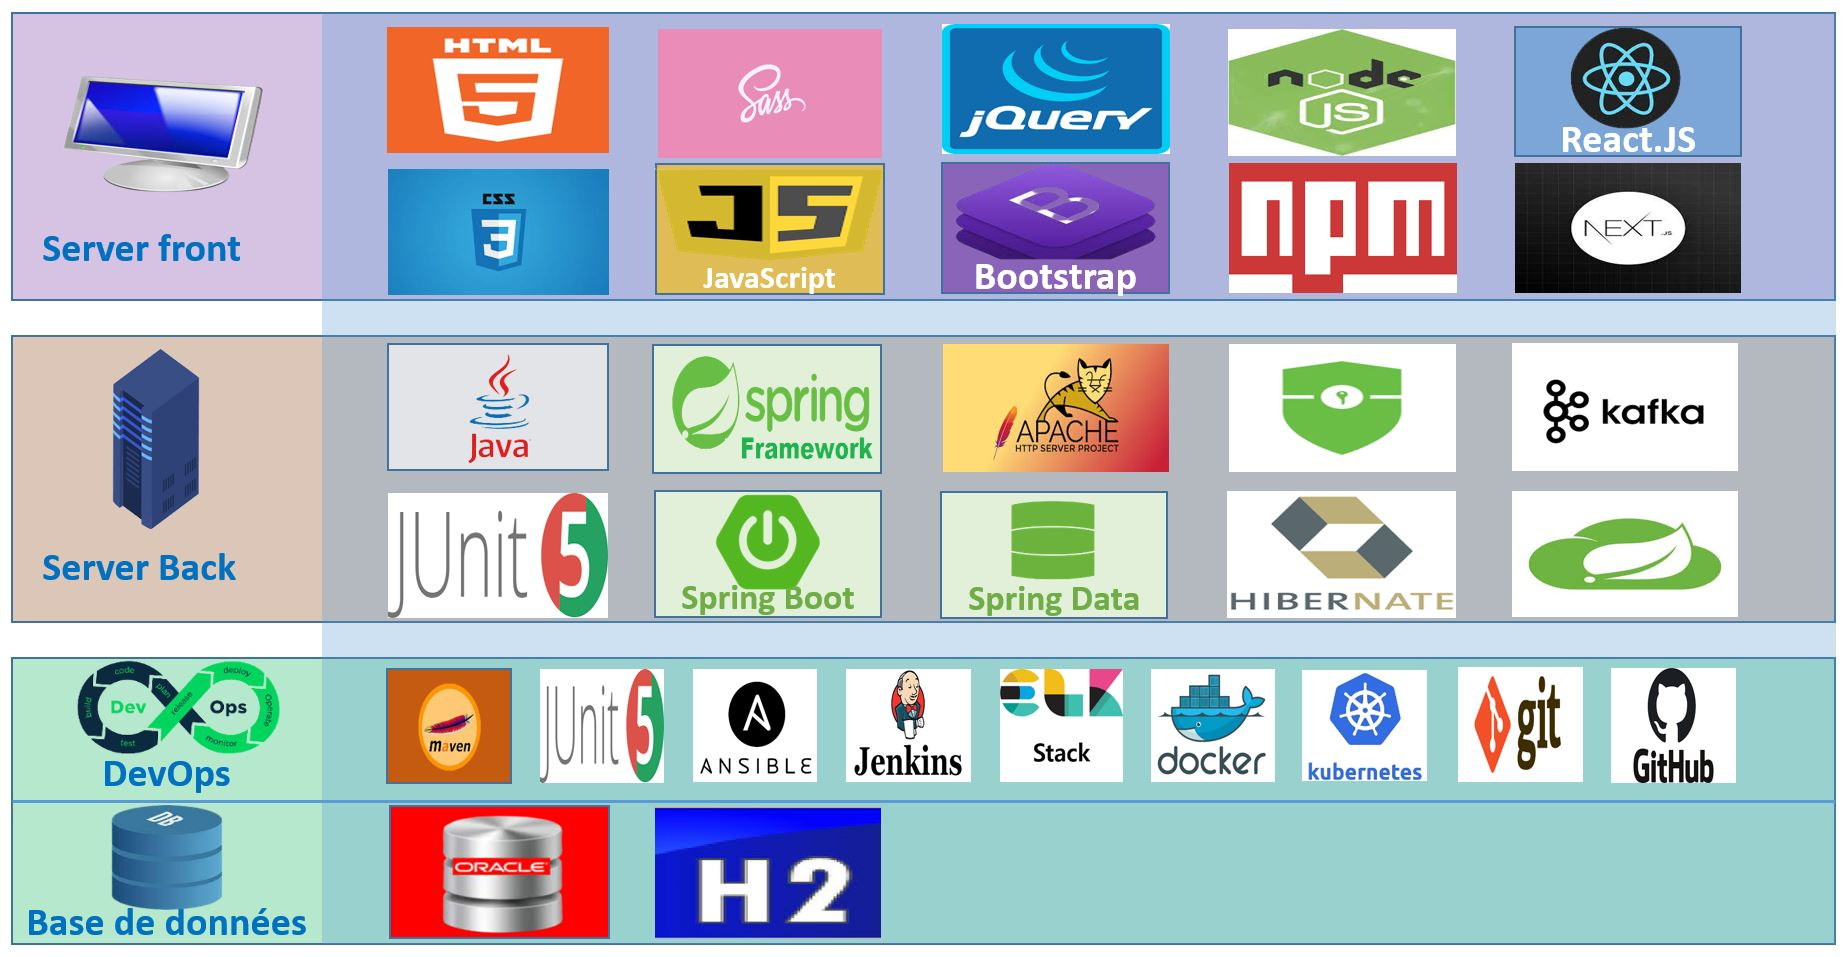 HTML
5
Sass
jQuery
node
JS
React.JS
Server front
CSS
3
JS
JavaScript
B
Bootstrap
npm
NEXT.JS
Java
spring
Framework
APACHE
HTTP SERVER PROJECT
kafka
Server Back
JUnit 5
Spring Boot
Spring Data
HIBERNATE
code
build
plan
test
release
deploy
Operate
monitor
Dev
Ops
DevOps
maven
JUnit 5
A
ANSIBLE
Jenkins
ELK
Stack
docker
kubernetes
git
GitHub
DB
Base de données
ORACLE
H2